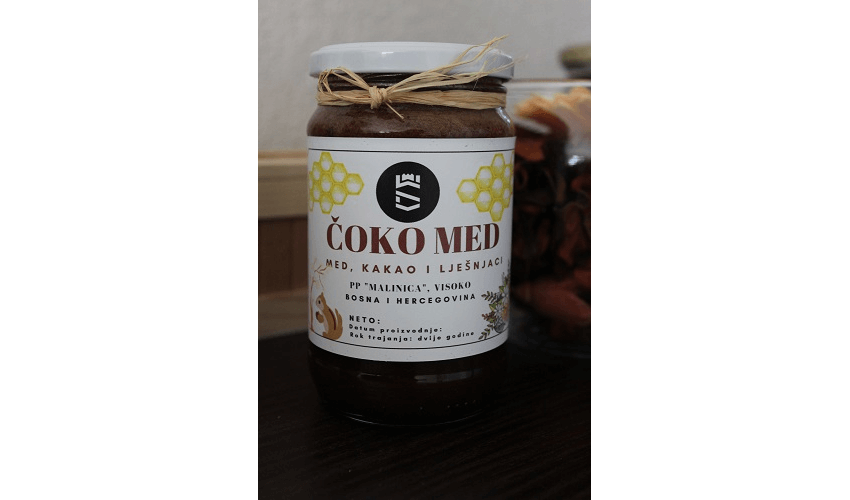 ČOKO MED
MED, KAKAO I LJEŠNJACI
PP "MALINICA", VISOKO
BOSNA I HERCEGOVINA
NETO:
Datum proizvodnje:
Rok trajanja: dvije godine